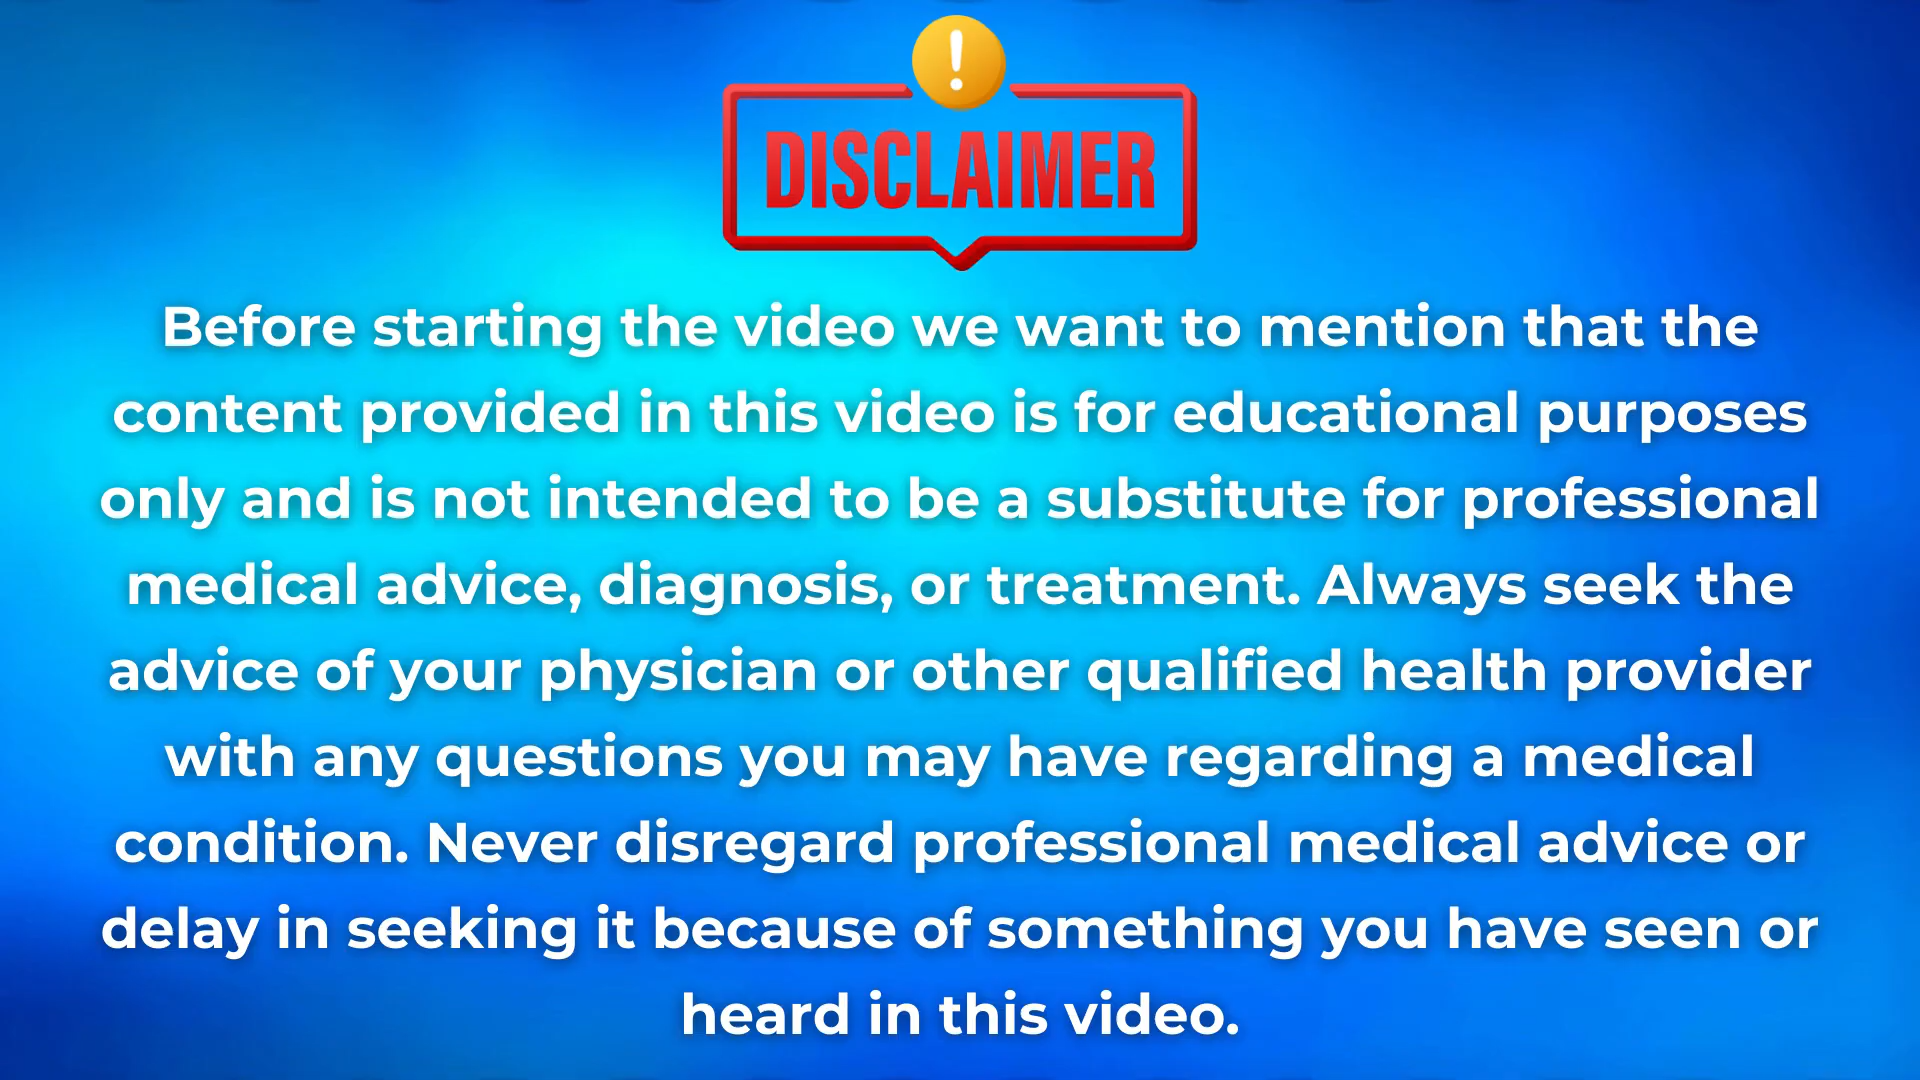 !
DISCLAIMER
Before starting the video we want to mention that the
content provided in this video is for educational purposes
only and is not intended to be a substitute for professional
medical advice, diagnosis, or treatment. Always seek the
advice of your physician or other qualified health provider
with any questions you may have regarding a medical
condition. Never disregard professional medical advice or
delay in seeking it because of something you have seen or
heard in this video.